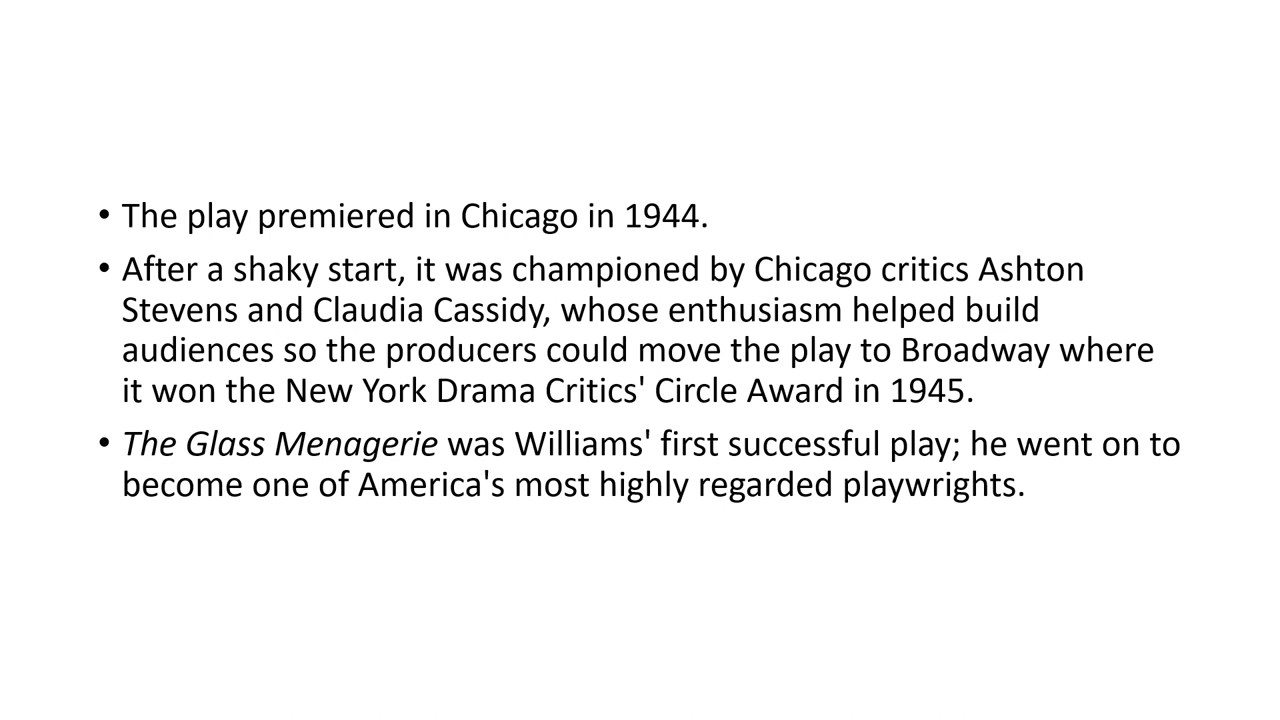 • The play premiered in Chicago in 1944.
• After a shaky start, it was championed by Chicago critics Ashton
Stevens and Claudia Cassidy, whose enthusiasm helped build
audiences so the producers could move the play to Broadway where
it won the New York Drama Critics' Circle Award in 1945.
• The Glass Menagerie was Williams' first successful play; he went on to
become one of America's most highly regarded playwrights.